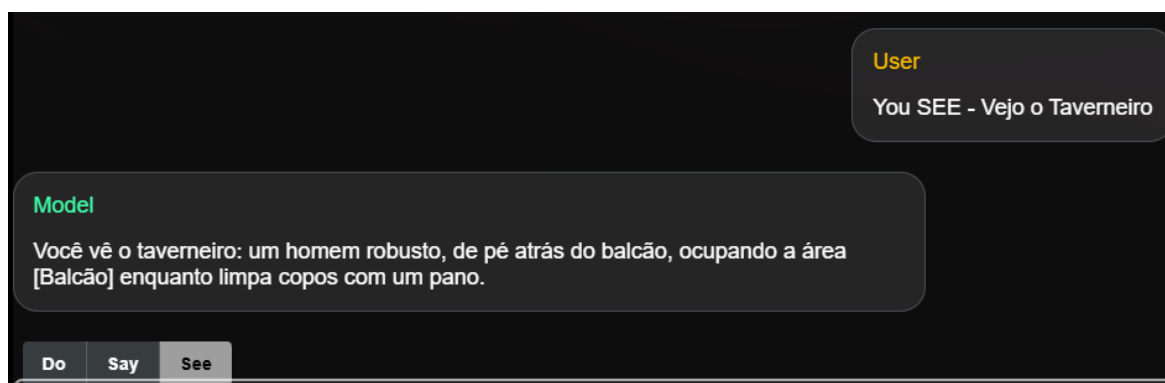 User
You SEE - Vejo o Taverneiro
Model
Você vê o taverneiro: um homem robusto, de pé atrás do balcão, ocupando a área
[Balcão] enquanto limpa copos com um pano.
Do Say See